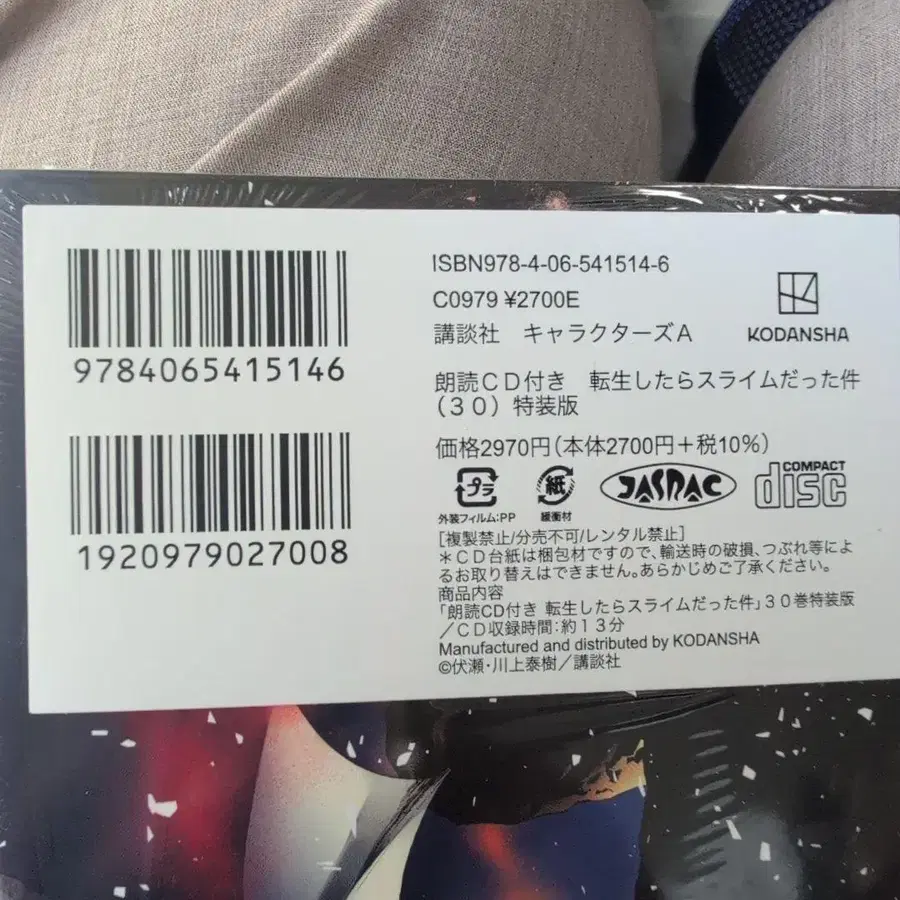 9784065415146
1920979027008
ISBN978-4-06-541514-6
C0979 ¥2700E
講談社　キャラクターズA
KODANSHA
朗読CD付き　転生したらスライムだった件
（30）特装版
価格2970円(本体2700円＋税10%)
プラ
外装フィルム:PP
紙
緩衝材
JASRAC
COMPACT
disc
[複製禁止/分売不可/レンタル禁止]
＊CD台紙は梱包材ですので、輸送時の破損、つぶれ等によ
るお取り替えはできません。あらかじめご了承ください。
商品内容
「朗読CD付き 転生したらスライムだった件」30巻特装版
／CD収録時間:約13分
Manufactured and distributed by KODANSHA
©伏瀬・川上泰樹／講談社